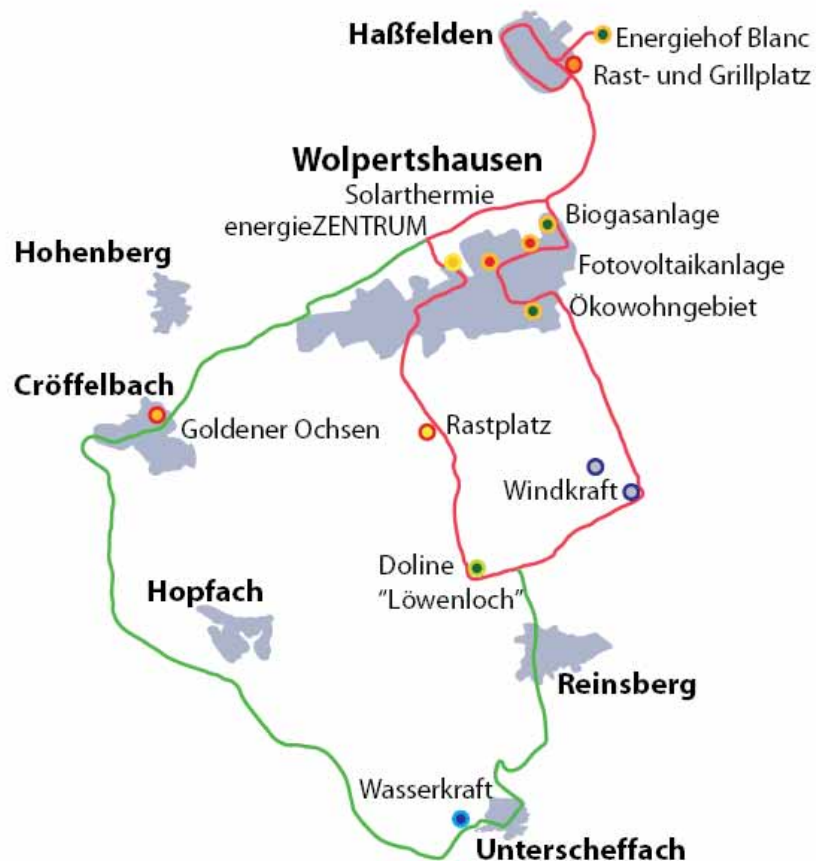 Haßfelden
Energiehof Blanc
Rast- und Grillplatz
Wolpertshausen
Solarthermie
energieZENTRUM
Biogasanlage
Hohenberg
Fotovoltaikanlage
Ökowohngebiet
Cröffelbach
Goldener Ochsen
Rastplatz
Windkraft
Doline
"Löwenloch"
Hopfach
Reinsberg
Wasserkraft
Unterscheffach